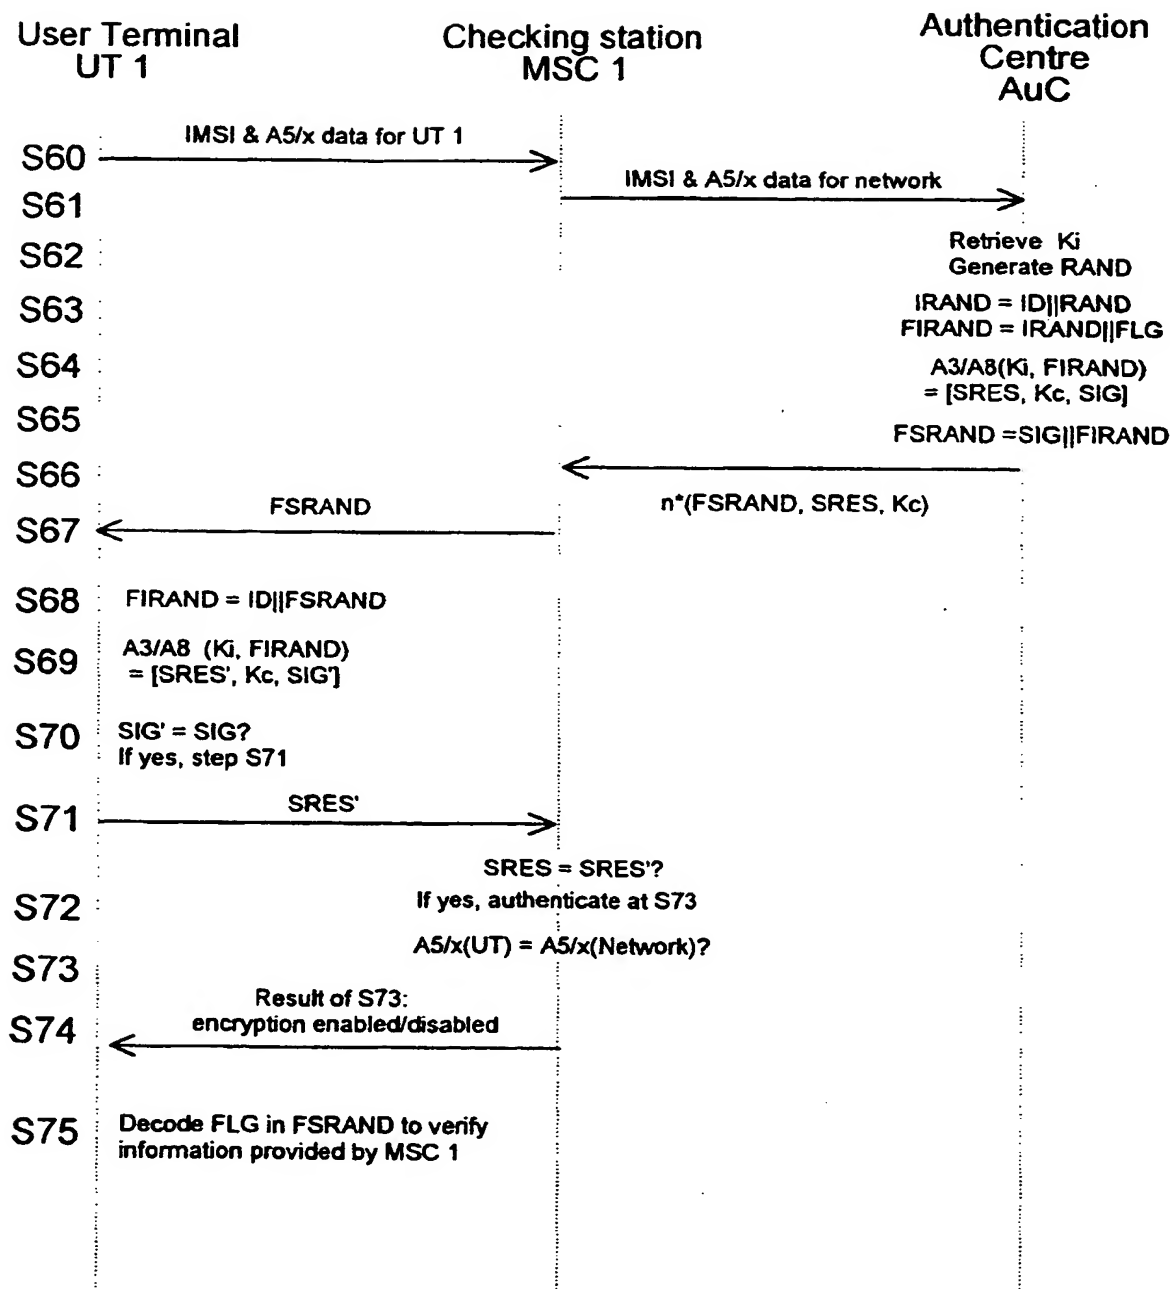 User Terminal
UT 1
Checking station
MSC 1
Authentication
Centre
AuC
S60
IMSI & A5/x data for UT 1
S61
IMSI & A5/x data for network
S62
Retrieve Ki
Generate RAND
S63
IRAND = ID||RAND
FIRAND = IRAND||FLG
S64
A3/A8(Ki, FIRAND)
= [SRES, Kc, SIG]
S65
FSRAND =SIG||FIRAND
S66
n*(FSRAND, SRES, Kc)
S67
FSRAND
S68
FIRAND = ID||FSRAND
S69
A3/A8 (Ki, FIRAND)
= [SRES', Kc, SIG']
S70
SIG' = SIG?
If yes, step S71
S71
SRES'
SRES = SRES'?
S72
If yes, authenticate at S73
A5/x(UT) = A5/x(Network)?
S73
Result of S73:
encryption enabled/disabled
S74
S75
Decode FLG in FSRAND to verify
information provided by MSC 1